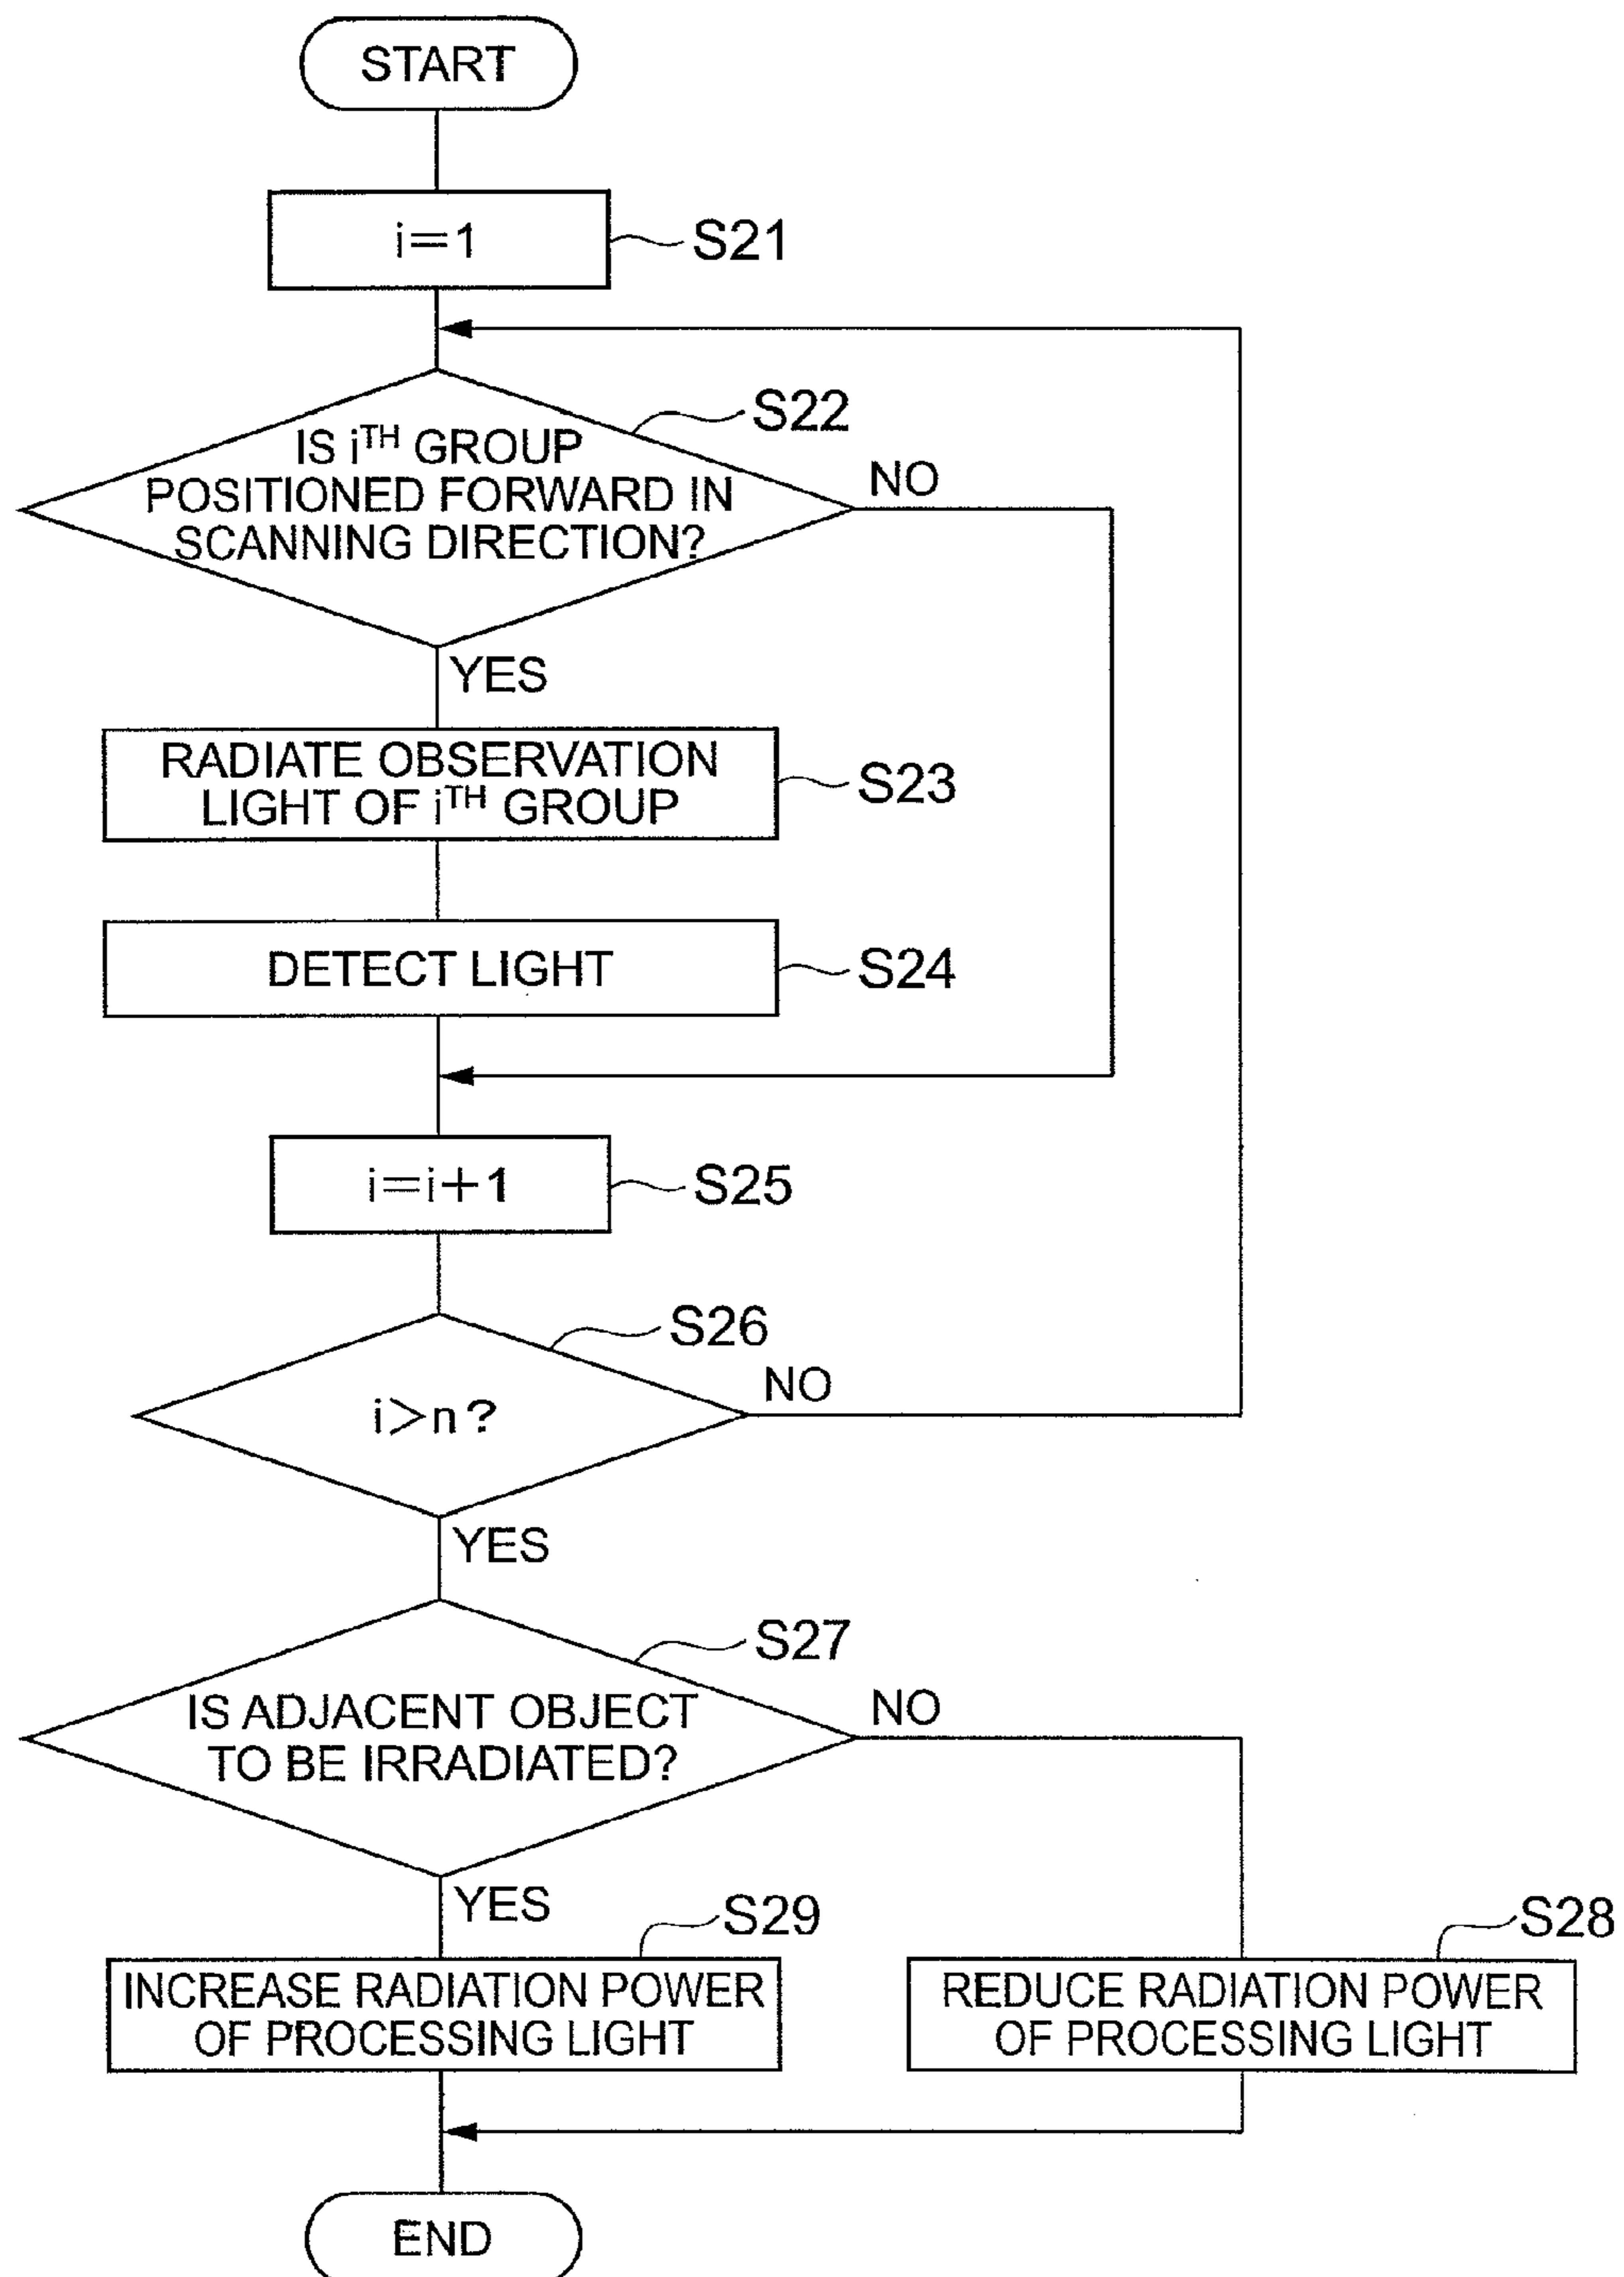 START
i=1
S21
S22
IS iTH GROUP
POSITIONED FORWARD IN
SCANNING DIRECTION?
NO
YES
RADIATE OBSERVATION
LIGHT OF iTH GROUP
S23
DETECT LIGHT
S24
i=i+1
S25
S26
i>n?
NO
YES
S27
IS ADJACENT OBJECT
TO BE IRRADIATED?
NO
YES
S29
S28
INCREASE RADIATION POWER
OF PROCESSING LIGHT
REDUCE RADIATION POWER
OF PROCESSING LIGHT
END